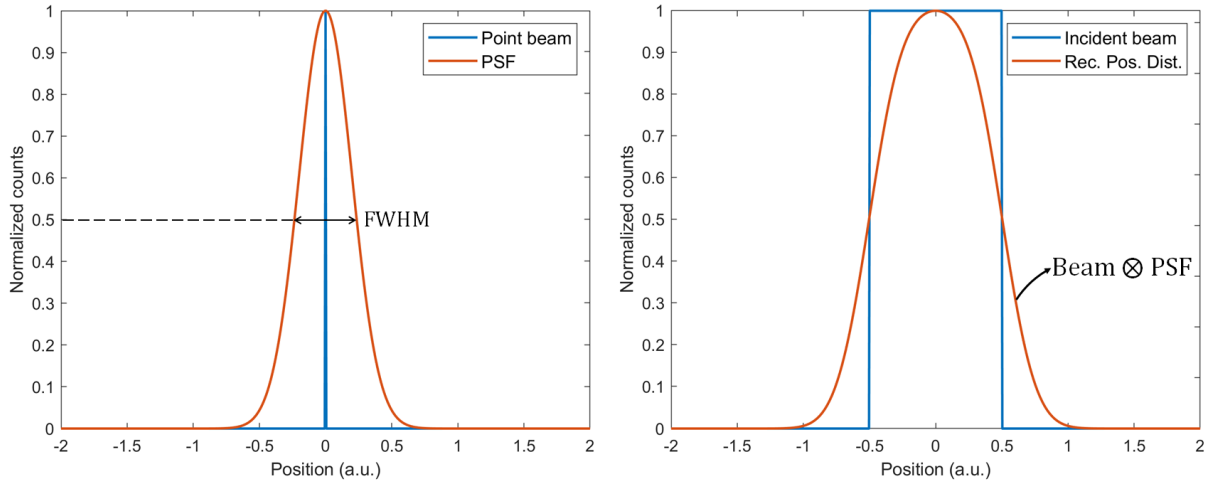 1
0.9
0.8
0.7
0.6
0.5
0.4
0.3
0.2
0.1
0
Normalized counts
-2 -1.5 -1 -0.5 0 0.5 1 1.5 2
Position (a.u.)
Point beam
PSF
FWHM
1
0.9
0.8
0.7
0.6
0.5
0.4
0.3
0.2
0.1
0
Normalized counts
-2 -1.5 -1 -0.5 0 0.5 1 1.5 2
Position (a.u.)
Incident beam
Rec. Pos. Dist.
Beam ⊗ PSF